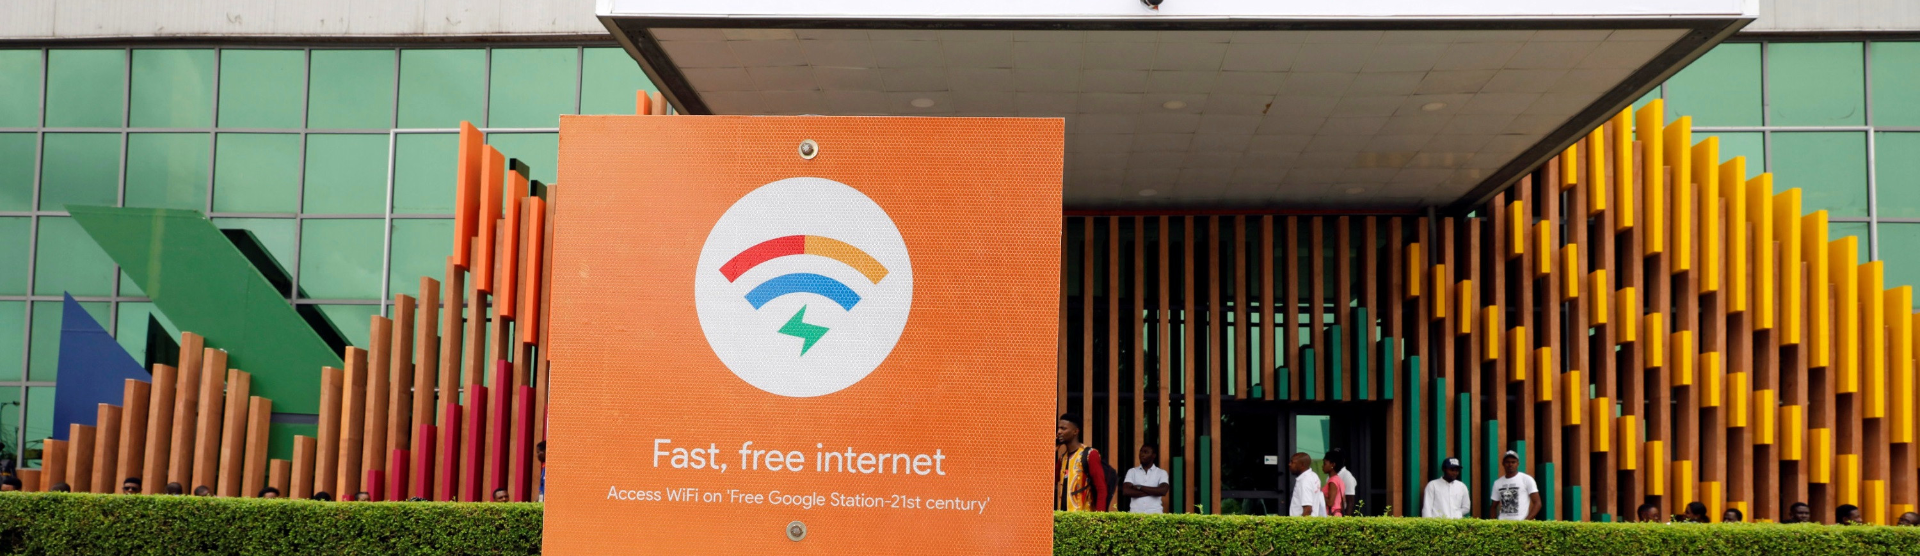 Fast, free internet
Access WiFi on 'Free Google Station-21st century'